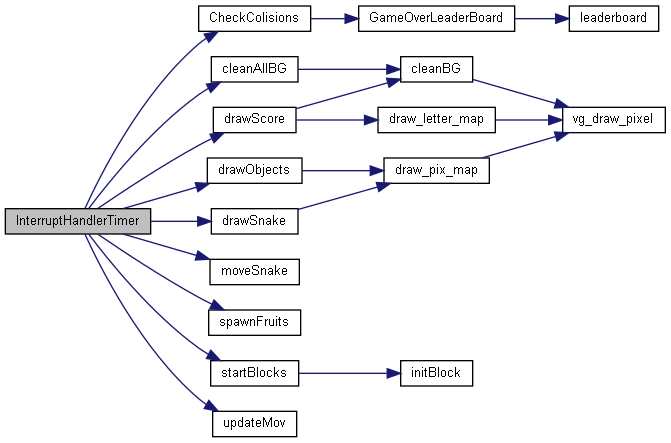 CheckColisions
GameOverLeaderBoard
leaderboard
cleanAllBG
cleanBG
drawScore
draw_letter_map
vg_draw_pixel
drawObjects
draw_pix_map
InterruptHandlerTimer
drawSnake
moveSnake
spawnFruits
startBlocks
initBlock
updateMov